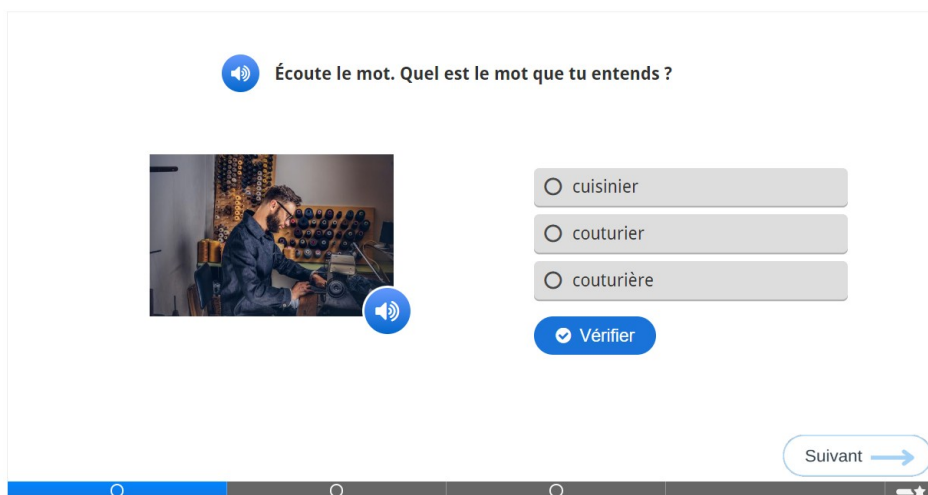 Écoute le mot. Quel est le mot que tu entends ?
cuisinier
couturier
couturière
Vérifier
Suivant